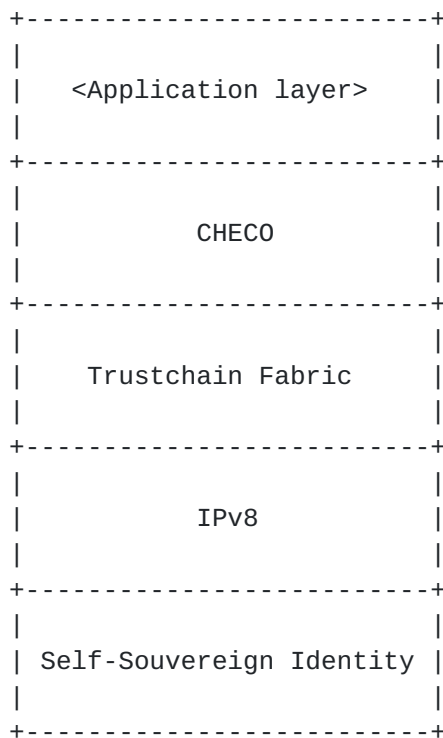 <Application layer>
CHECO
Trustchain Fabric
IPv8
Self-Souvereign Identity